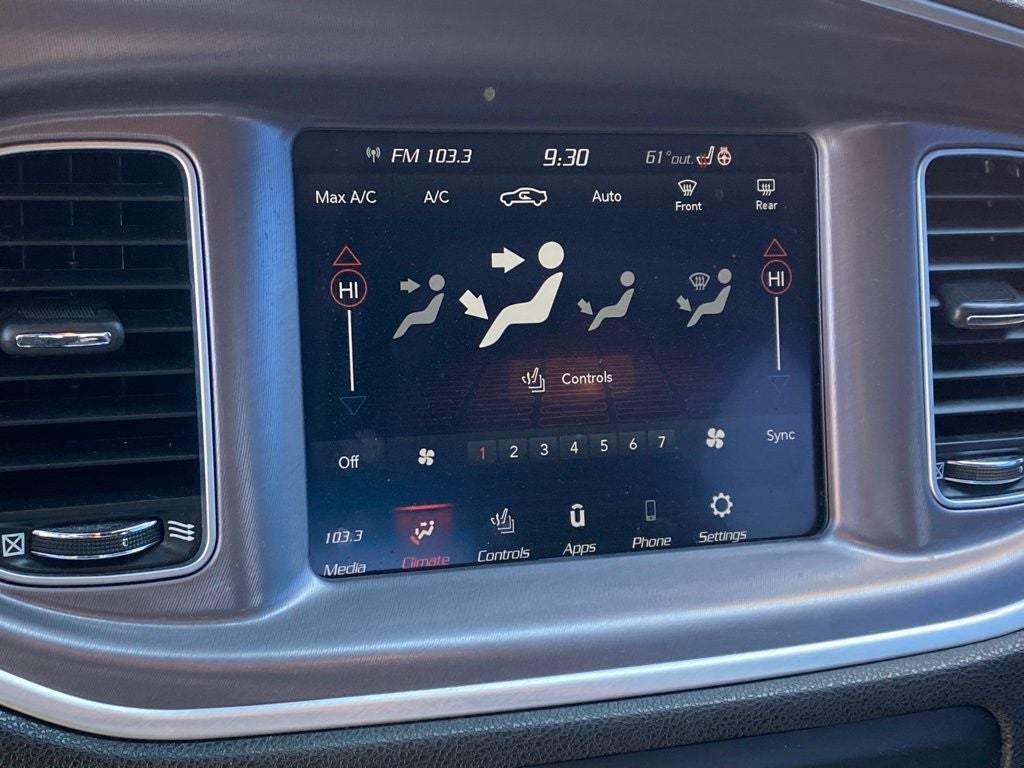 FM 103.3 9:30 61°out.
Max A/C A/C Auto Front Rear
HI HI
Controls
Off 1 2 3 4 5 6 7 Sync
103.3
Media Climate Controls Apps Phone Settings